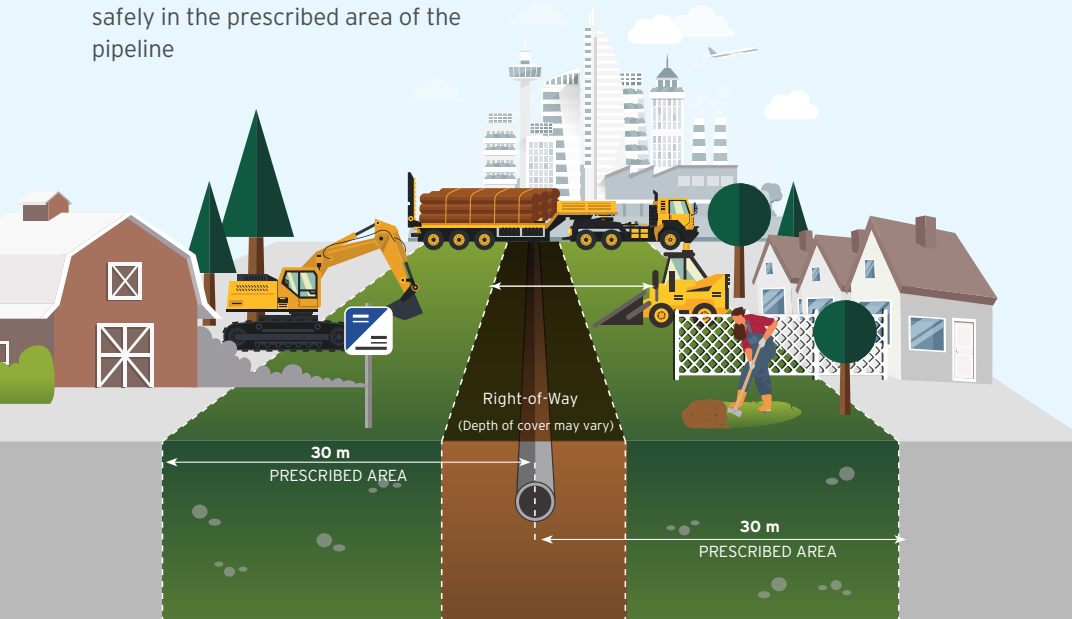 safely in the prescribed area of the
pipeline
Right-of-Way
(Depth of cover may vary)
30 m
PRESCRIBED AREA
30 m
PRESCRIBED AREA